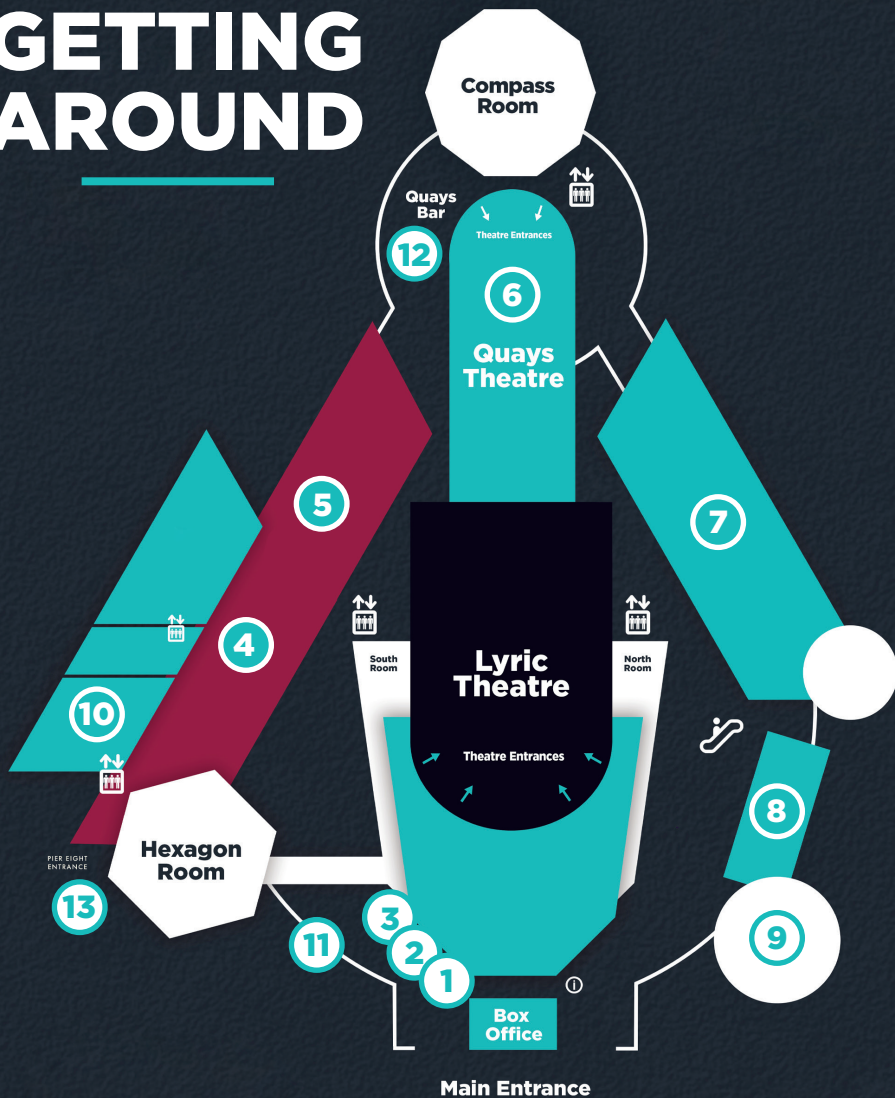 GETTING
AROUND
Compass
Room
Quays
Bar
12
Theatre Entrances
6
Quays
Theatre
5
7
4
South
Room
Lyric
Theatre
North
Room
10
Theatre Entrances
8
PIER EIGHT
ENTRANCE
Hexagon
Room
13
3
11
2
9
1
i
Box
Office
Main Entrance